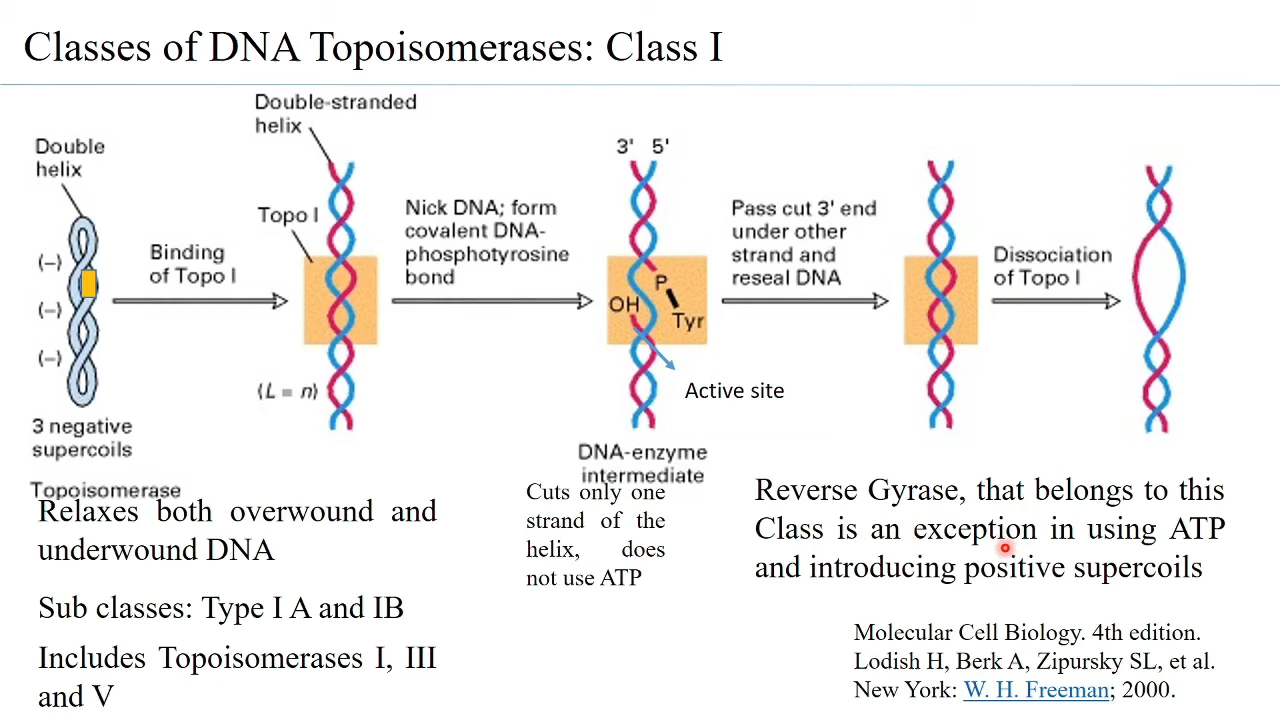 Classes of DNA Topoisomerases: Class I
Double-stranded
helix
Double
helix
3' 5'
Topo I
Nick DNA; form
covalent DNA-
phosphotyrosine
bond
Pass cut 3' end
under other
strand and
reseal DNA
Binding
of Topo I
Dissociation
of Topo I
(−)
(−)
(−)
P
OH
Tyr
Active site
(L = n)
3 negative
supercoils
DNA-enzyme
intermediate
Topoisomerase
Relaxes both overwound and
underwound DNA
Sub classes: Type I A and IB
Includes Topoisomerases I, III
and V
Cuts only one
strand of the
helix, does
not use ATP
Reverse Gyrase, that belongs to this
Class is an exception in using ATP
and introducing positive supercoils
Molecular Cell Biology. 4th edition.
Lodish H, Berk A, Zipursky SL, et al.
New York: W. H. Freeman; 2000.